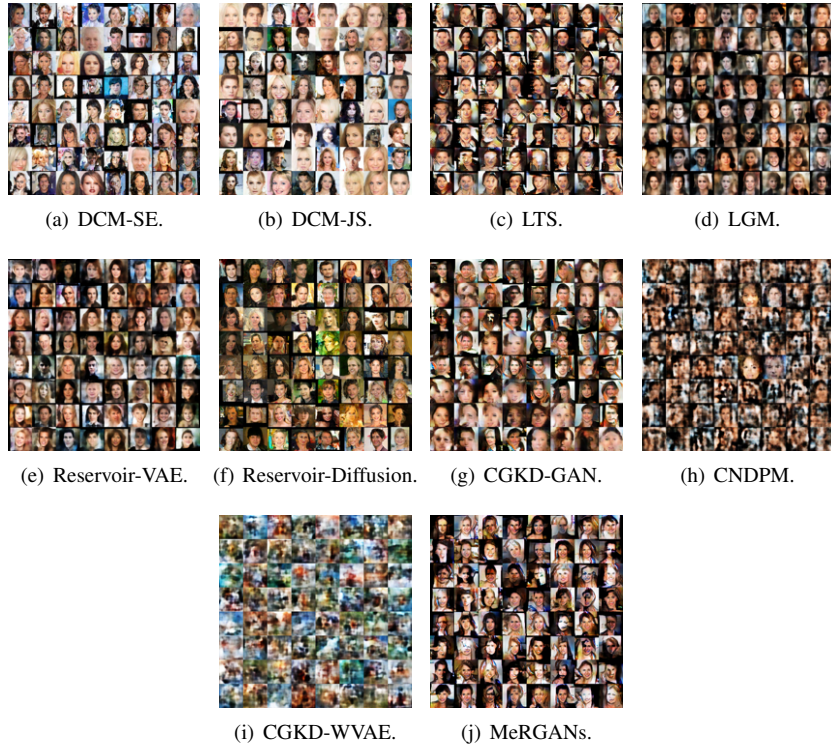 (a) DCM-SE.
(b) DCM-JS.
(c) LTS.
(d) LGM.
(e) Reservoir-VAE.
(f) Reservoir-Diffusion.
(g) CGKD-GAN.
(h) CNDPM.
(i) CGKD-WVAE.
(j) MeRGANs.